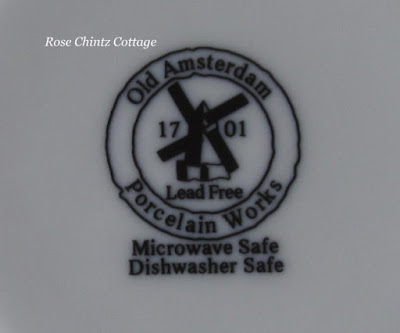 Rose Chintz Cottage
Old Amsterdam
17 01
Lead Free
Porcelain Works
Microwave Safe
Dishwasher Safe